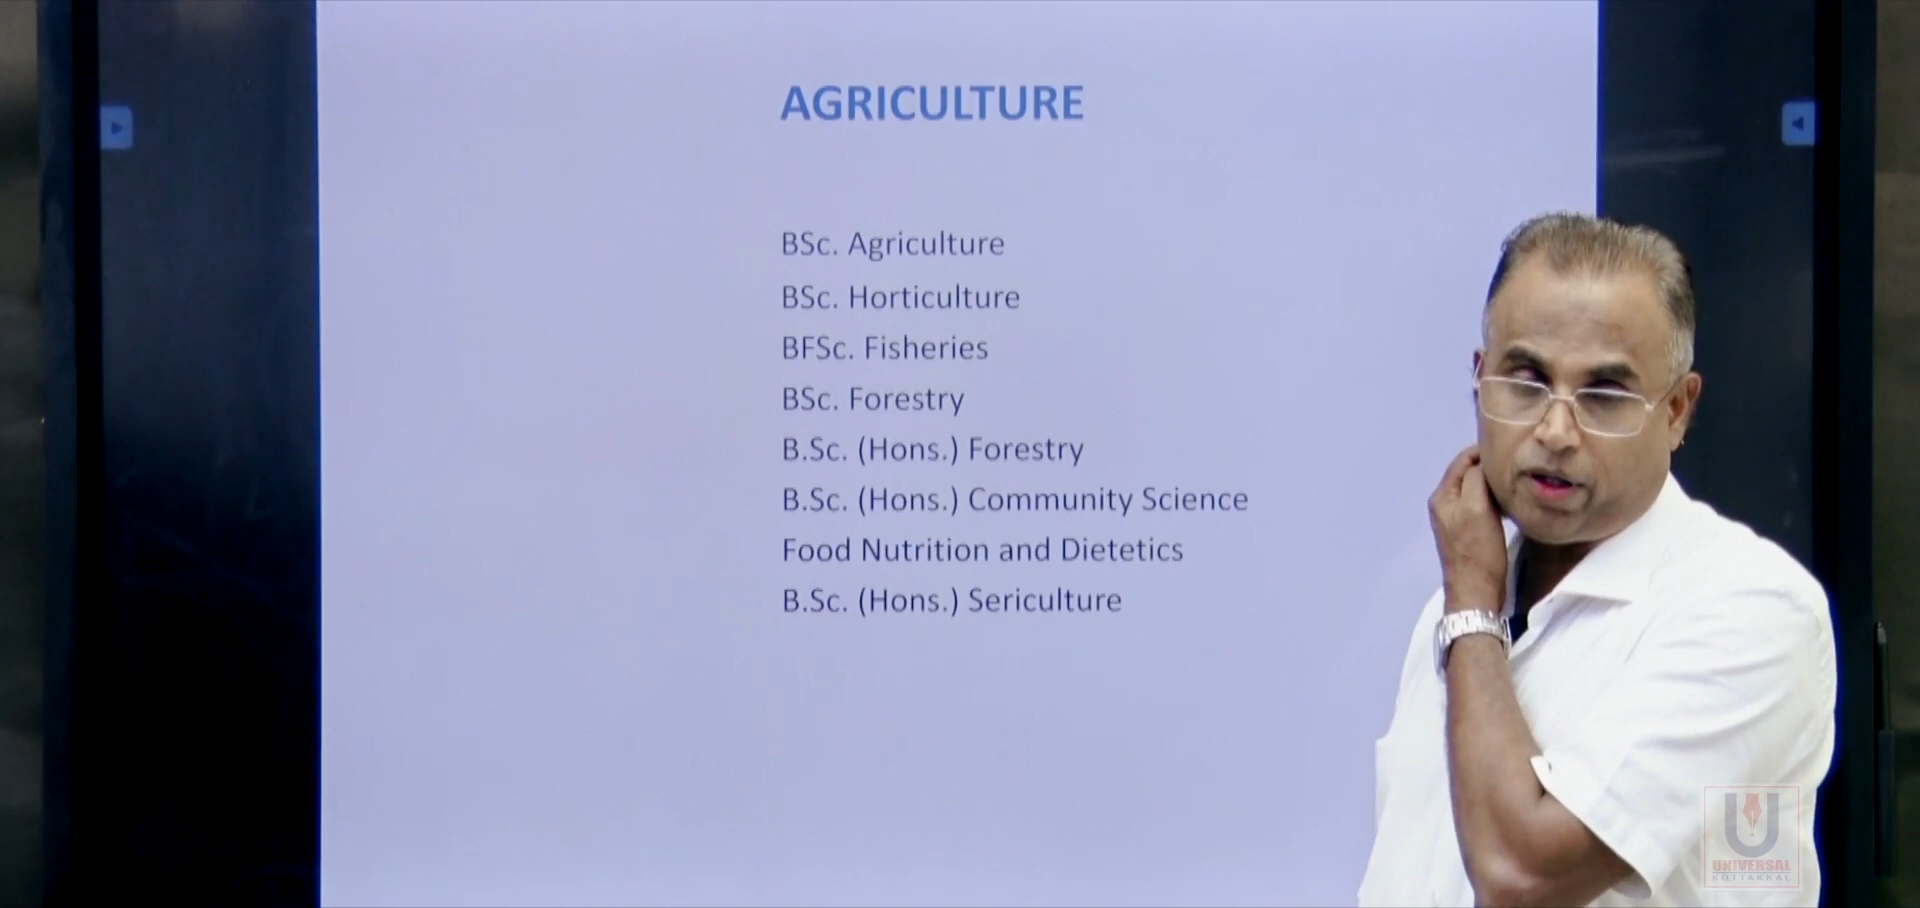 AGRICULTURE
BSc. Agriculture
BSc. Horticulture
BFSc. Fisheries
BSc. Forestry
B.Sc. (Hons.) Forestry
B.Sc. (Hons.) Community Science
Food Nutrition and Dietetics
B.Sc. (Hons.) Sericulture
U
UNIVERSAL
KOTTAKKAL